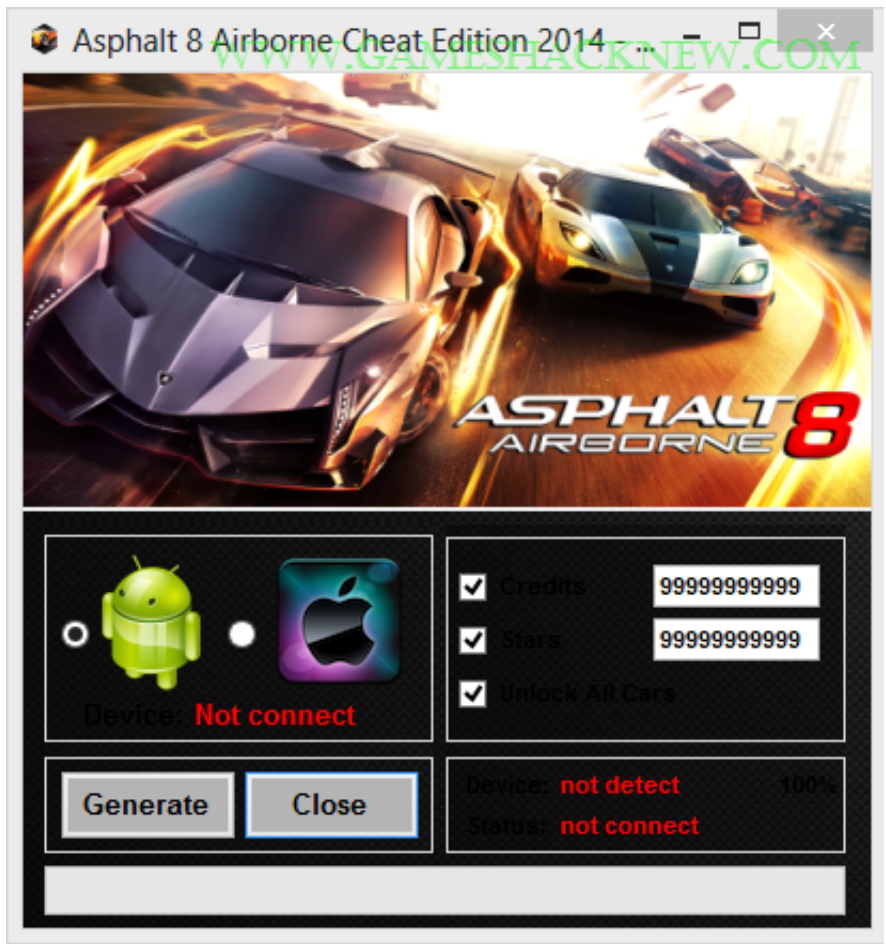 Asphalt 8 Airborne Cheat Edition 2014 - ...
WWW.GAMESHACKNEW.COM
ASPHALT 8
AIRBORNE
Device: Not connect
Credits 99999999999
Stars 99999999999
Unlock All Cars
Generate Close
Device: not detect 100%
Status: not connect